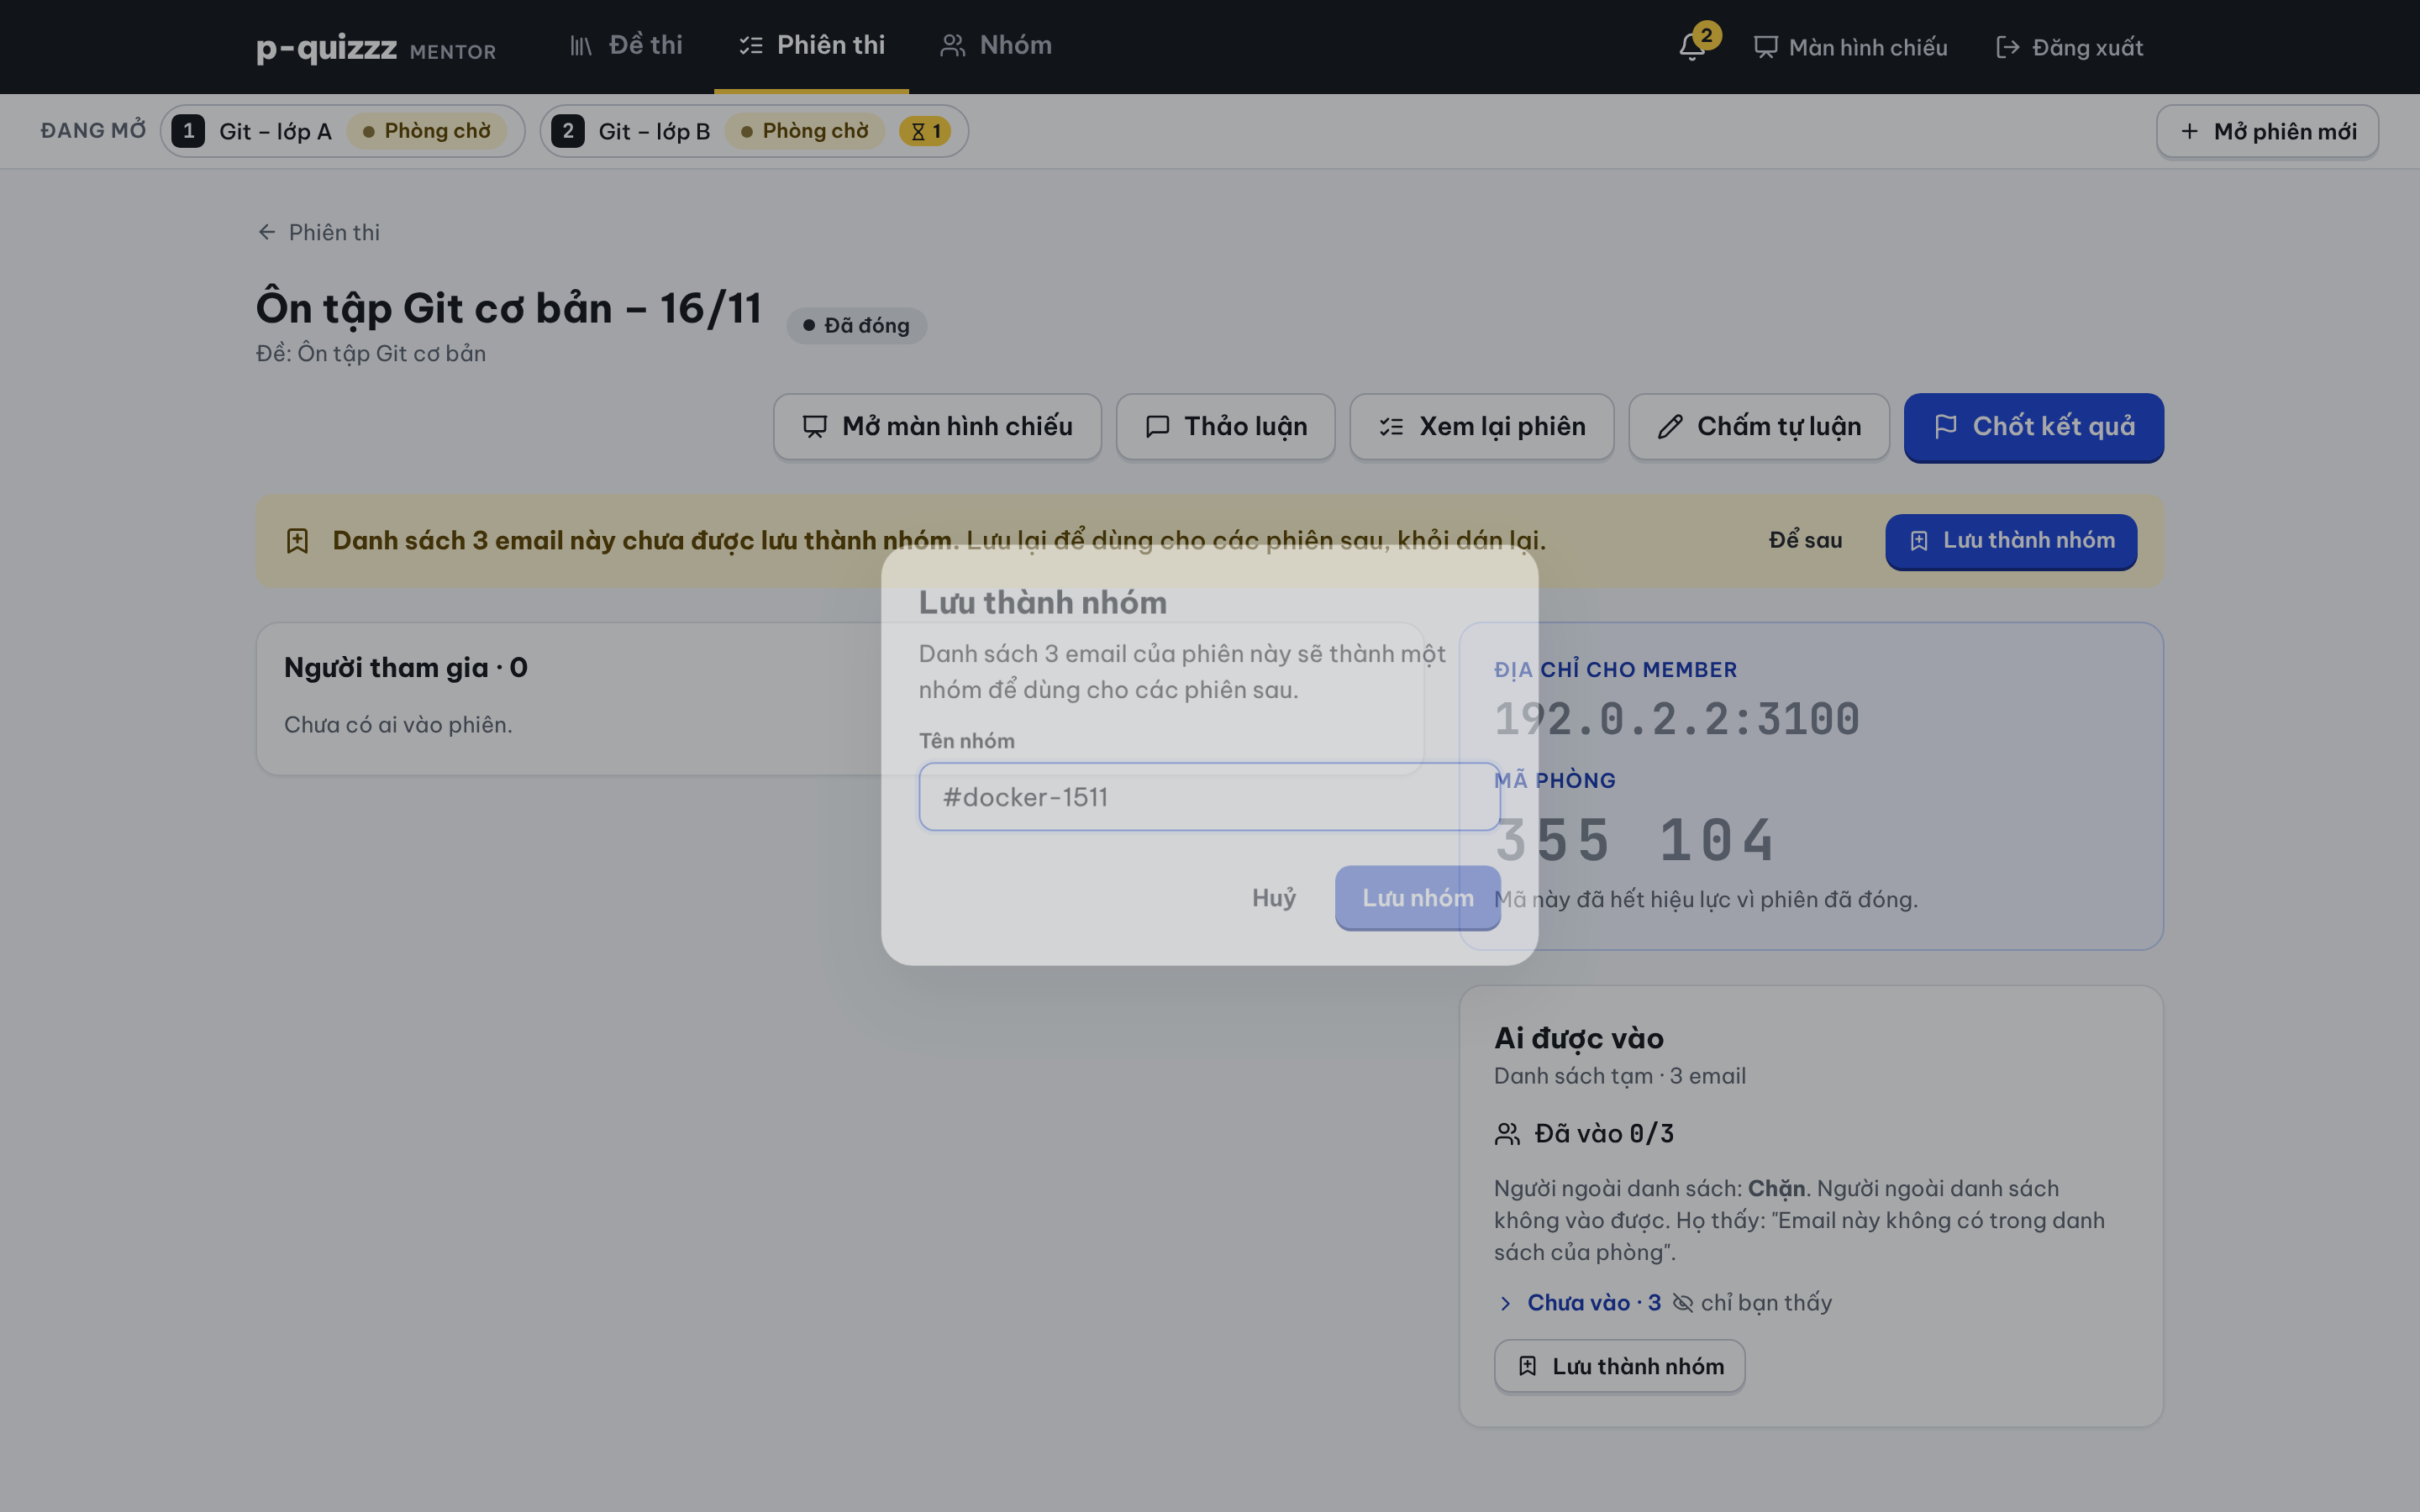 p-quizzz MENTOR
Đề thi
Phiên thi
Nhóm
2
Màn hình chiếu
Đăng xuất
ĐANG MỞ
1 Git – lớp A Phòng chờ
2 Git – lớp B Phòng chờ 1
Mở phiên mới
Phiên thi
Ôn tập Git cơ bản – 16/11
Đã đóng
Đề: Ôn tập Git cơ bản
Mở màn hình chiếu
Thảo luận
Xem lại phiên
Chấm tự luận
Chốt kết quả
Danh sách 3 email này chưa được lưu thành nhóm. Lưu lại để dùng cho các phiên sau, khỏi dán lại.
Để sau
Lưu thành nhóm
Người tham gia · 0
Chưa có ai vào phiên.
Lưu thành nhóm
Danh sách 3 email của phiên này sẽ thành một
nhóm để dùng cho các phiên sau.
Tên nhóm
#docker-1511
Huỷ
Lưu nhóm
ĐỊA CHỈ CHO MEMBER
192.0.2.2:3100
MÃ PHÒNG
355 104
Mã này đã hết hiệu lực vì phiên đã đóng.
Ai được vào
Danh sách tạm · 3 email
Đã vào 0/3
Người ngoài danh sách: Chặn. Người ngoài danh sách
không vào được. Họ thấy: "Email này không có trong danh
sách của phòng".
Chưa vào · 3 chỉ bạn thấy
Lưu thành nhóm